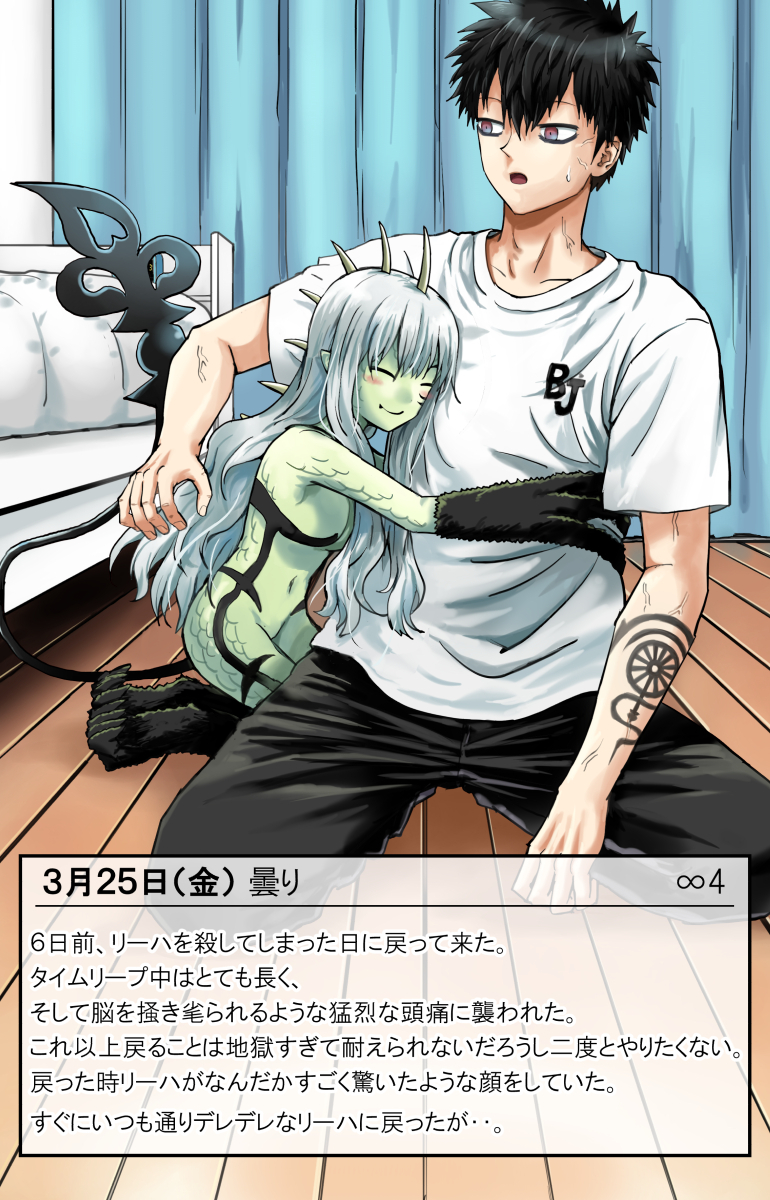 BJ
3月25日(金) 曇り ∞4
6日前、リーハを殺してしまった日に戻って来た。
タイムリープ中はとても長く、
そして脳を掻き毟られるような猛烈な頭痛に襲われた。
これ以上戻ることは地獄すぎて耐えられないだろうし二度とやりたくない。
戻った時リーハがなんだかすごく驚いたような顔をしていた。
すぐにいつも通りデレデレなリーハに戻ったが‥。